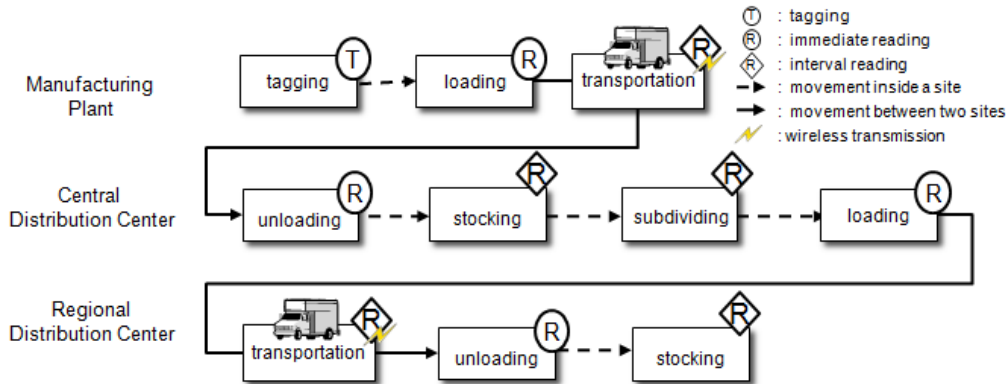 T : tagging
R : immediate reading
R : interval reading
: movement inside a site
: movement between two sites
: wireless transmission
Manufacturing
Plant
tagging T
loading R
transportation R
Central
Distribution Center
unloading R
stocking R
subdividing R
loading R
Regional
Distribution Center
transportation R
unloading R
stocking R